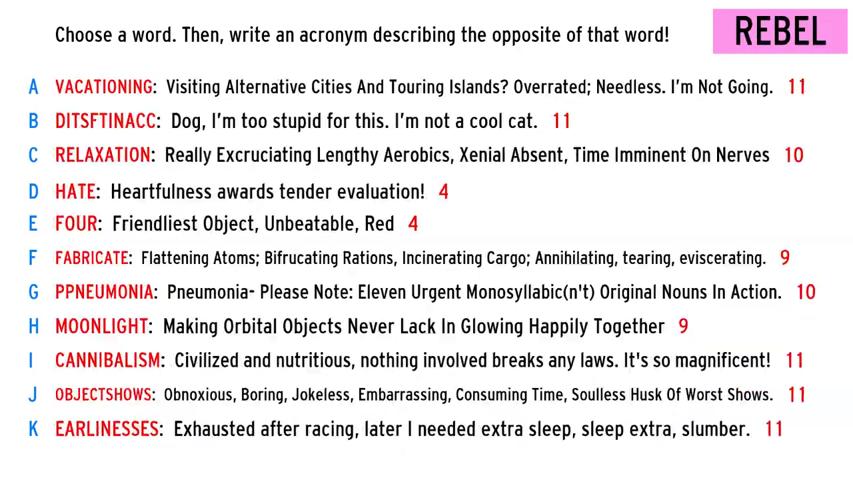 Choose a word. Then, write an acronym describing the opposite of that word!
REBEL
A VACATIONING: Visiting Alternative Cities And Touring Islands? Overrated; Needless. I'm Not Going. 11
B DITSFTINACC: Dog, I'm too stupid for this. I'm not a cool cat. 11
C RELAXATION: Really Excruciating Lengthy Aerobics, Xenial Absent, Time Imminent On Nerves 10
D HATE: Heartfulness awards tender evaluation! 4
E FOUR: Friendliest Object, Unbeatable, Red 4
F FABRICATE: Flattening Atoms; Bifrucating Rations, Incinerating Cargo; Annihilating, tearing, eviscerating. 9
G PPNEUMONIA: Pneumonia- Please Note: Eleven Urgent Monosyllabic(n't) Original Nouns In Action. 10
H MOONLIGHT: Making Orbital Objects Never Lack In Glowing Happily Together 9
I CANNIBALISM: Civilized and nutritious, nothing involved breaks any laws. It's so magnificent! 11
J OBJECTSHOWS: Obnoxious, Boring, Jokeless, Embarrassing, Consuming Time, Soulless Husk Of Worst Shows. 11
K EARLINESSES: Exhausted after racing, later I needed extra sleep, sleep extra, slumber. 11